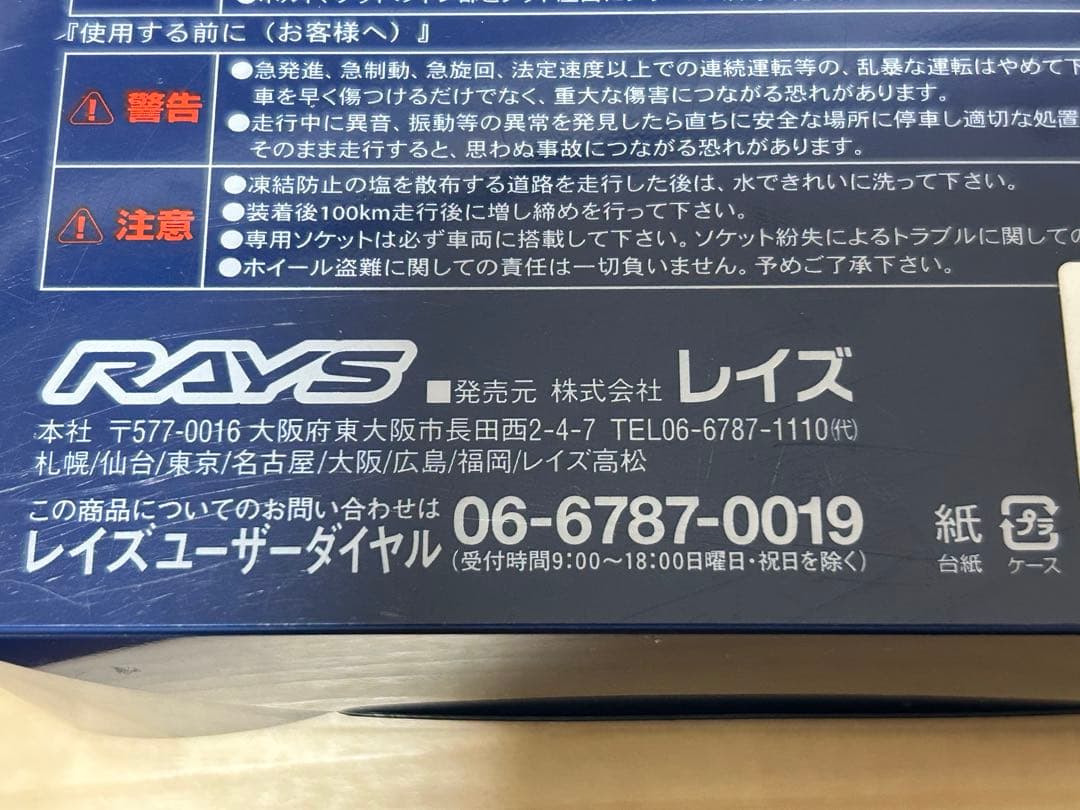 『使用する前に（お客様へ）』
警告
●急発進、急制動、急旋回、法定速度以上での連続運転等の、乱暴な運転はやめて下
車を早く傷つけるだけでなく、重大な傷害につながる恐れがあります。
●走行中に異音、振動等の異常を発見したら直ちに安全な場所に停車し適切な処置
そのまま走行すると、思わぬ事故につながる恐れがあります。
注意
●凍結防止の塩を散布する道路を走行した後は、水できれいに洗って下さい。
●装着後100km走行後に増し締めを行って下さい。
●専用ソケットは必ず車両に搭載して下さい。ソケット紛失によるトラブルに関しての
●ホイール盗難に関しての責任は一切負いません。予めご了承下さい。
RAYS ■発売元 株式会社 レイズ
本社 〒577-0016 大阪府東大阪市長田西2-4-7 TEL06-6787-1110㈹
札幌/仙台/東京/名古屋/大阪/広島/福岡/レイズ高松
この商品についてのお問い合わせは
レイズユーザーダイヤル
06-6787-0019
（受付時間9:00～18:00日曜日・祝日を除く）
紙 プラ
台紙 ケース